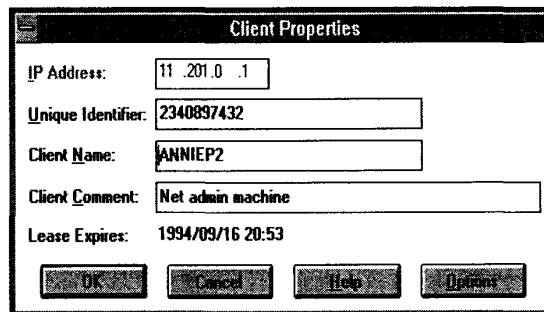 Client Properties
IP Address: 11 .201.0 .1
Unique Identifier: 2340897432
Client Name: ANNIEP2
Client Comment: Net admin machine
Lease Expires: 1994/09/16 20:53
OK Cancel Help Options